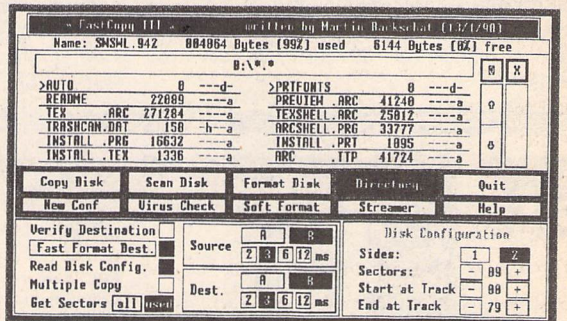 FastCopy III written by Martin Backschat (13/1/90)
Name: SWSWL.942 804864 Bytes (99%) used 6144 Bytes (0%) free
B:\*.*
>AUTO 0 ---d-
README 22009 ----a
TEX .ARC 271284 ----a
TRASHCAN.DAT 150 -h--a
INSTALL .PRG 16632 ----a
INSTALL .TEX 1336 ----a
>PRTFONTS 0 ---d-
PREVIEW .ARC 41240 ----a
TEXSHELL.ARC 25012 ----a
ARCSHELL.PRG 33777 ----a
INSTALL .PRT 1095 ----a
ARC .TTP 41724 ----a
N X
⇧
⇩
Copy Disk Scan Disk Format Disk Directory Quit
New Conf Virus Check Soft Format Streamer Help
Verify Destination
Fast Format Dest.
Read Disk Config.
Multiple Copy
Get Sectors all used
Source A B
2 3 6 12 ms
Dest. A B
2 3 6 12 ms
Disk Configuration
Sides: 1 2
Sectors: - 09 +
Start at Track - 00 +
End at Track - 79 +